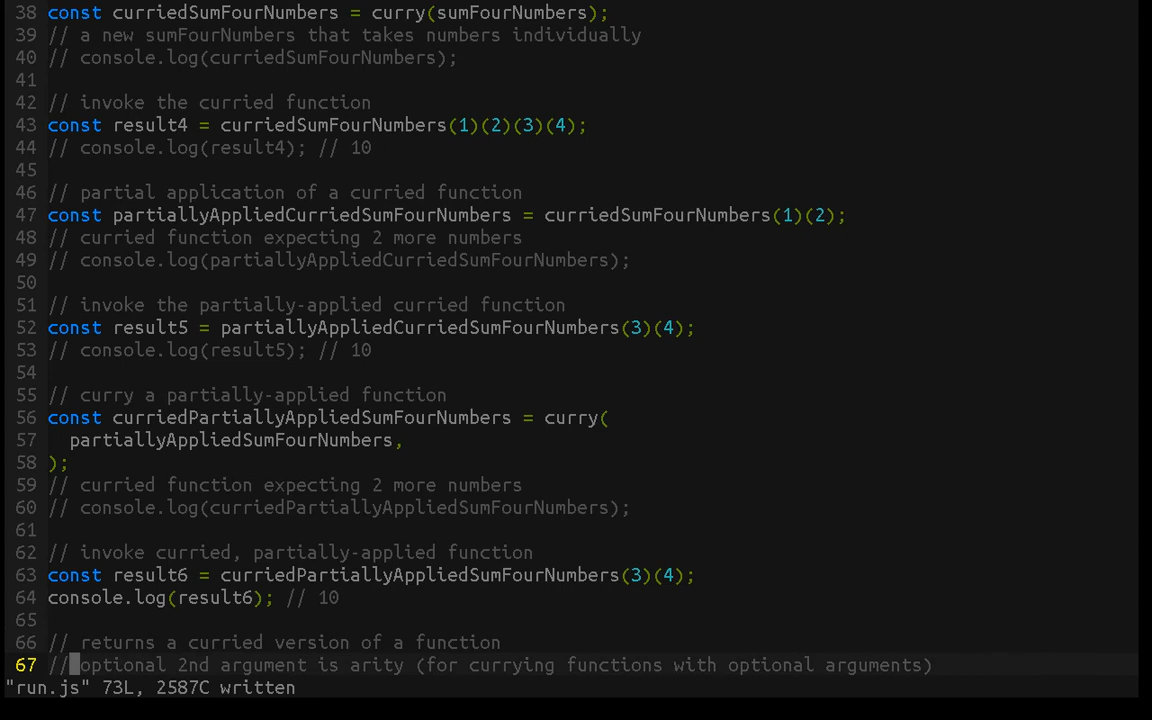 38 const curriedSumFourNumbers = curry(sumFourNumbers);
39 // a new sumFourNumbers that takes numbers individually
40 // console.log(curriedSumFourNumbers);
41
42 // invoke the curried function
43 const result4 = curriedSumFourNumbers(1)(2)(3)(4);
44 // console.log(result4); // 10
45
46 // partial application of a curried function
47 const partiallyAppliedCurriedSumFourNumbers = curriedSumFourNumbers(1)(2);
48 // curried function expecting 2 more numbers
49 // console.log(partiallyAppliedCurriedSumFourNumbers);
50
51 // invoke the partially-applied curried function
52 const result5 = partiallyAppliedCurriedSumFourNumbers(3)(4);
53 // console.log(result5); // 10
54
55 // curry a partially-applied function
56 const curriedPartiallyAppliedSumFourNumbers = curry(
57   partiallyAppliedSumFourNumbers,
58 );
59 // curried function expecting 2 more numbers
60 // console.log(curriedPartiallyAppliedSumFourNumbers);
61
62 // invoke curried, partially-applied function
63 const result6 = curriedPartiallyAppliedSumFourNumbers(3)(4);
64 console.log(result6); // 10
65
66 // returns a curried version of a function
67 // optional 2nd argument is arity (for currying functions with optional arguments)
"run.js" 73L, 2587C written